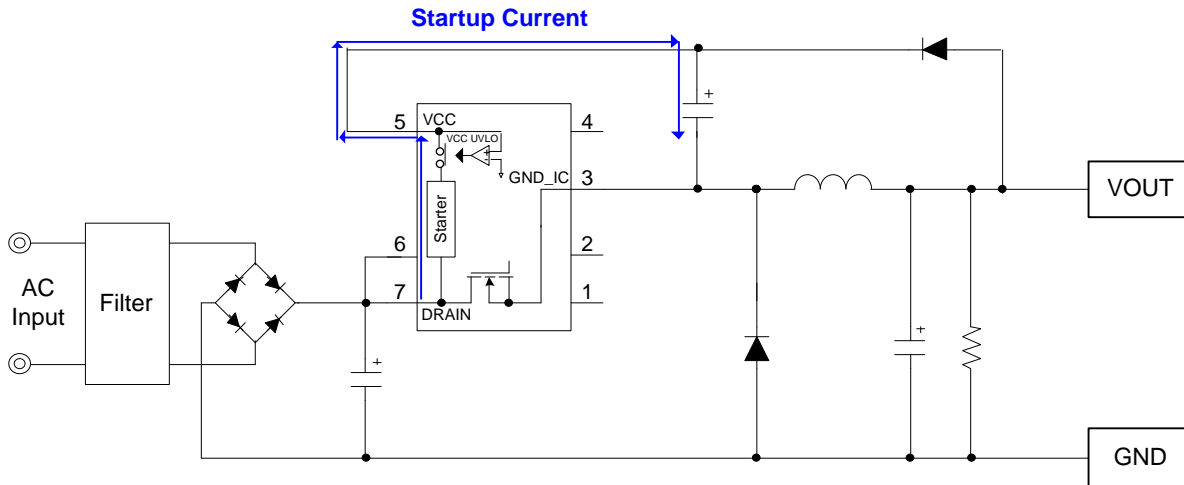 Startup Current
5
VCC
4
VCC UVLO
GND_IC
3
Starter
6
2
7
1
DRAIN
AC
Input
Filter
+
+
+
+
VOUT
GND